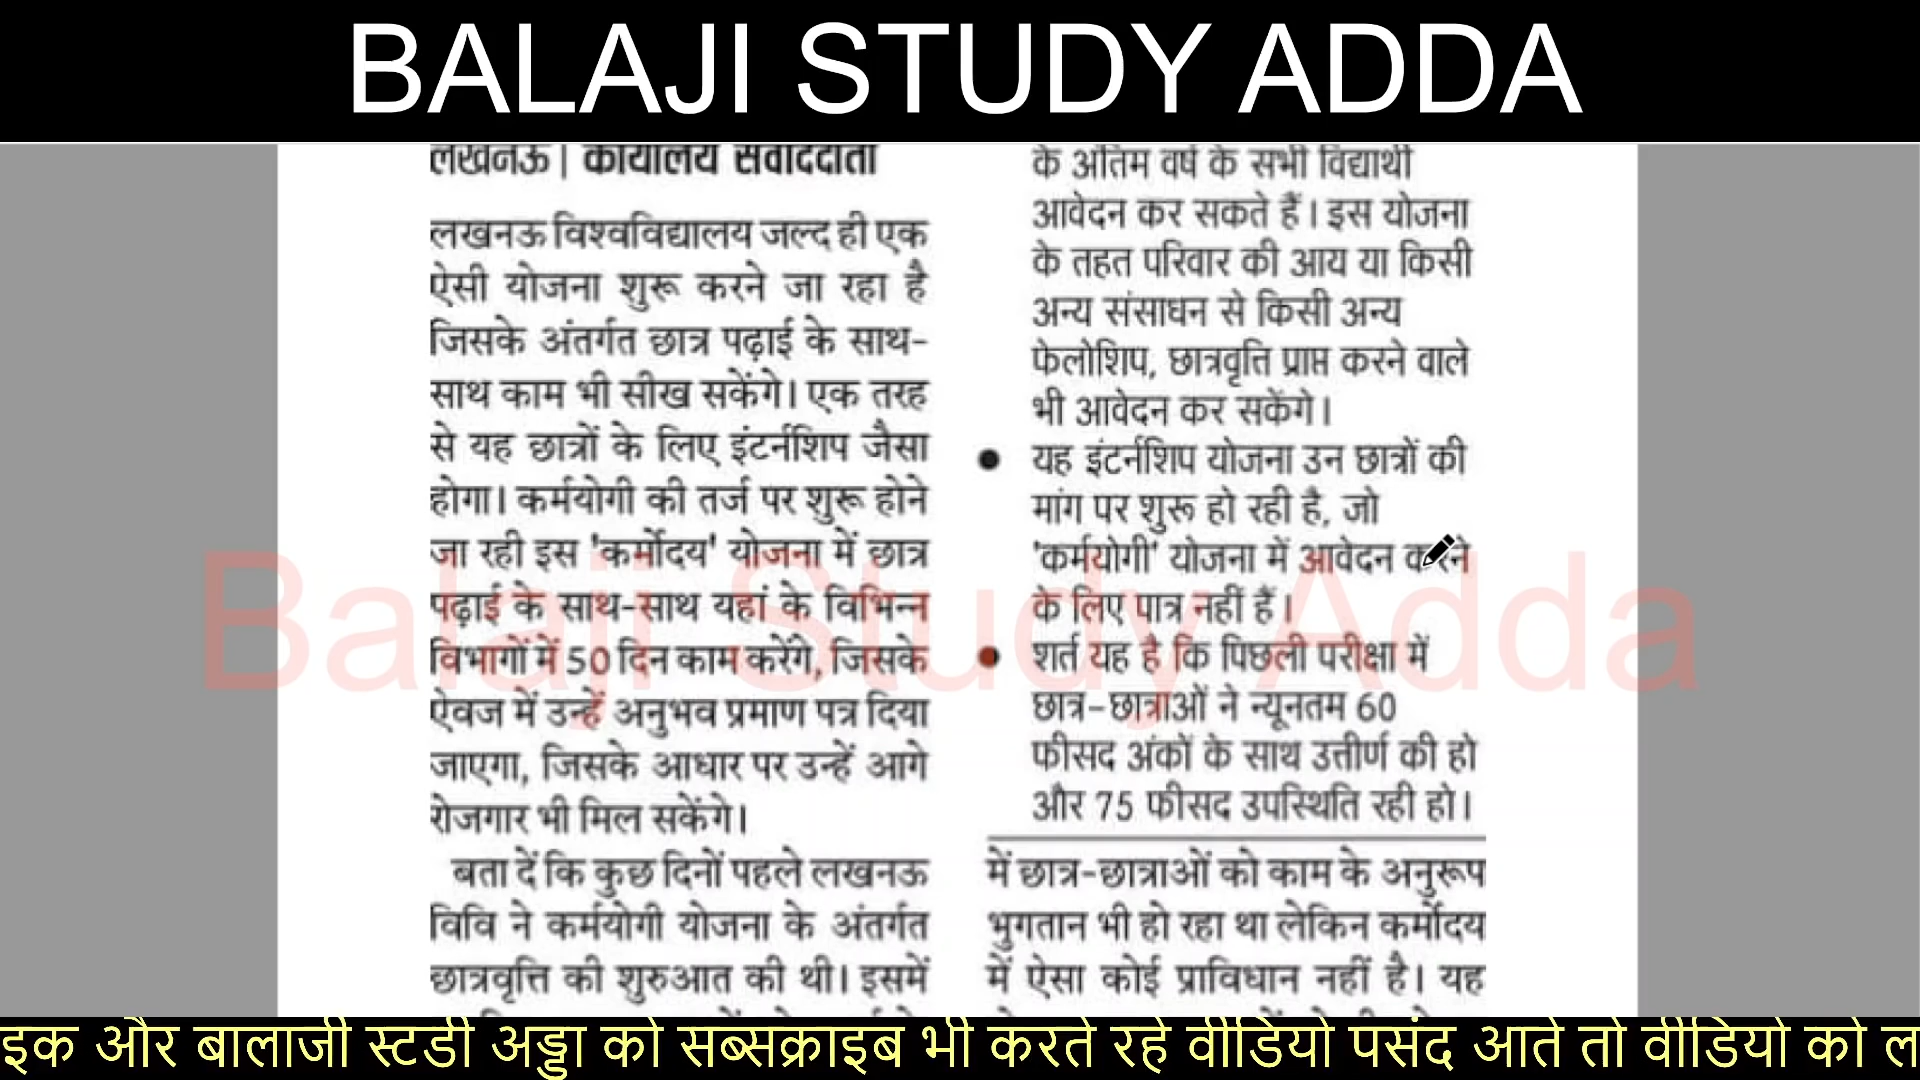 BALAJI STUDY ADDA
लखनऊ | कार्यालय संवाददाता
लखनऊ विश्वविद्यालय जल्द ही एक
ऐसी योजना शुरू करने जा रहा है
जिसके अंतर्गत छात्र पढ़ाई के साथ-
साथ काम भी सीख सकेंगे। एक तरह
से यह छात्रों के लिए इंटर्नशिप जैसा
होगा। कर्मयोगी की तर्ज पर शुरू होने
जा रही इस 'कर्मोदय' योजना में छात्र
पढ़ाई के साथ-साथ यहां के विभिन्न
विभागों में 50 दिन काम करेंगे, जिसके
ऐवज में उन्हें अनुभव प्रमाण पत्र दिया
जाएगा, जिसके आधार पर उन्हें आगे
रोजगार भी मिल सकेंगे।
बता दें कि कुछ दिनों पहले लखनऊ
विवि ने कर्मयोगी योजना के अंतर्गत
छात्रवृत्ति की शुरुआत की थी। इसमें
के अंतिम वर्ष के सभी विद्यार्थी
आवेदन कर सकते हैं। इस योजना
के तहत परिवार की आय या किसी
अन्य संसाधन से किसी अन्य
फेलोशिप, छात्रवृत्ति प्राप्त करने वाले
भी आवेदन कर सकेंगे।
● यह इंटर्नशिप योजना उन छात्रों की
मांग पर शुरू हो रही है, जो
'कर्मयोगी' योजना में आवेदन करने
के लिए पात्र नहीं हैं।
● शर्त यह है कि पिछली परीक्षा में
छात्र-छात्राओं ने न्यूनतम 60
फीसद अंकों के साथ उत्तीर्ण की हो
और 75 फीसद उपस्थिति रही हो।
में छात्र-छात्राओं को काम के अनुरूप
भुगतान भी हो रहा था लेकिन कर्मोदय
में ऐसा कोई प्राविधान नहीं है। यह
Balaji Study Adda
इक और बालाजी स्टडी अड्डा को सब्सक्राइब भी करते रहे वीडियो पसंद आते तो वीडियो को ल